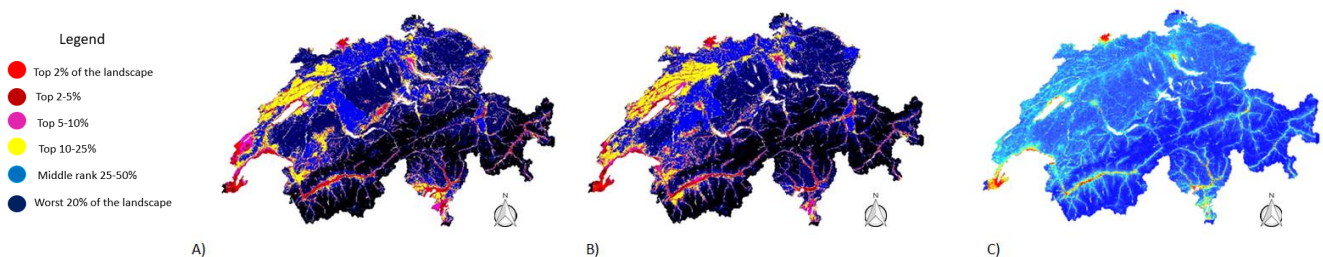 Legend
Top 2% of the landscape
Top 2-5%
Top 5-10%
Top 10-25%
Middle rank 25-50%
Worst 20% of the landscape
N
N
N
A)
B)
C)